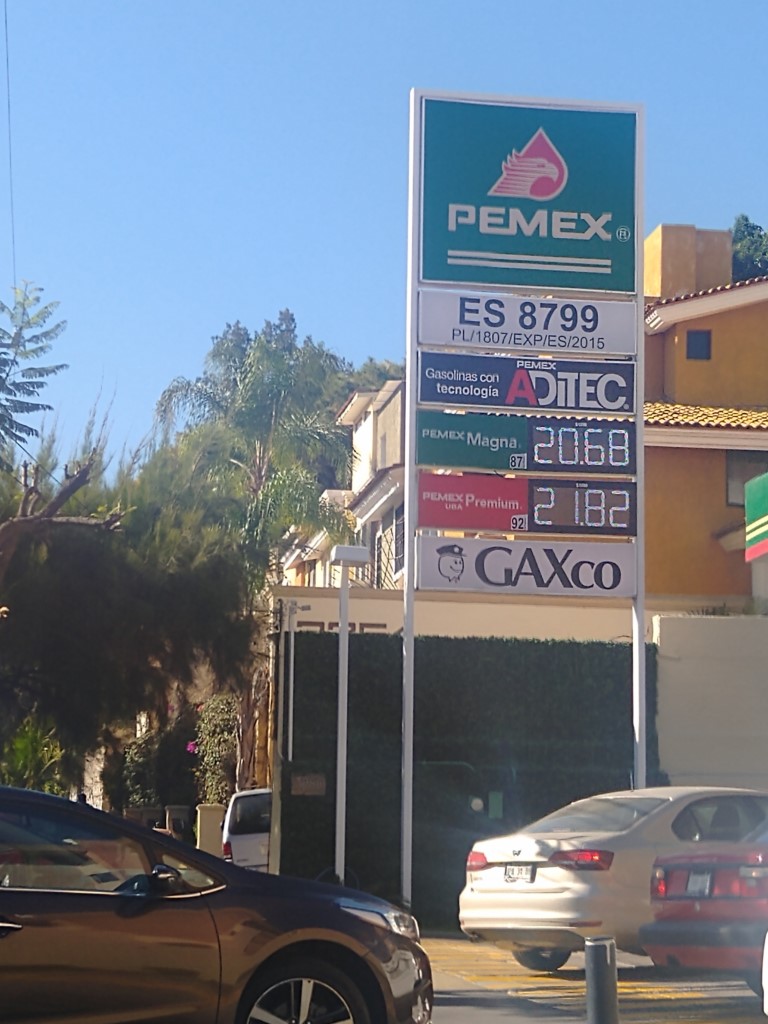 PEMEX
ES 8799
PL/1807/EXP/ES/2015
Gasolinas con tecnología
PEMEX ADiTEC
PEMEX Magna 87 20.68
PEMEX Premium UBA 92 21.82
GAXCO